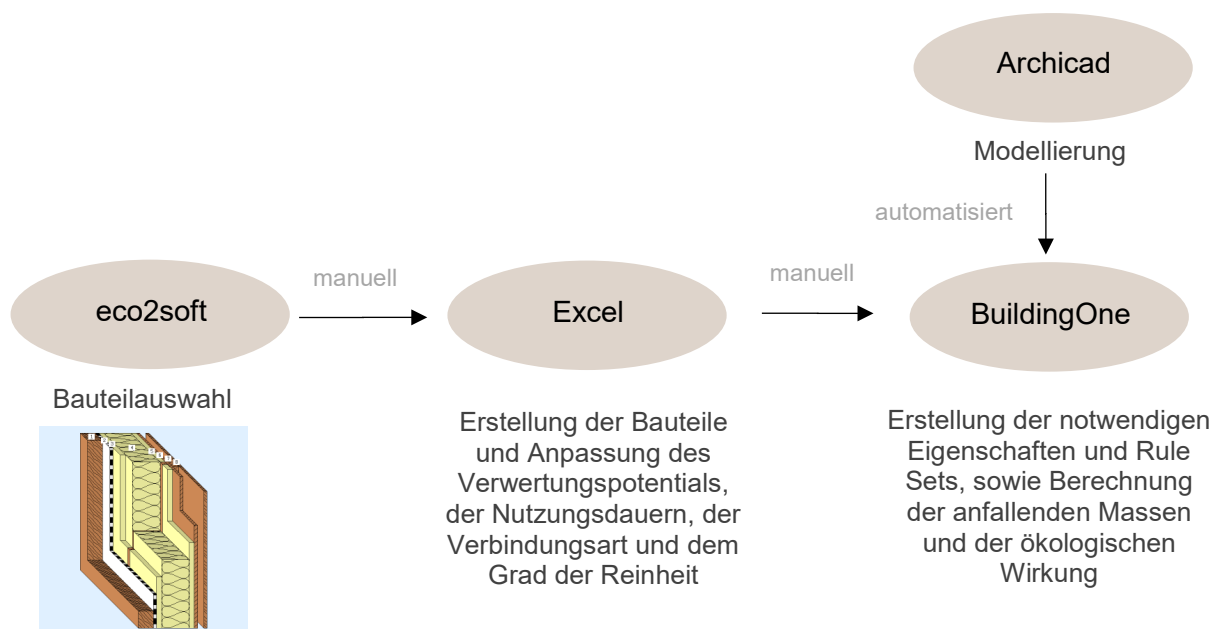 Archicad
Modellierung
automatisiert
eco2soft
manuell
Excel
manuell
BuildingOne
Bauteilauswahl
Erstellung der Bauteile
und Anpassung des
Verwertungspotentials,
der Nutzungsdauern, der
Verbindungsart und dem
Grad der Reinheit
Erstellung der notwendigen
Eigenschaften und Rule
Sets, sowie Berechnung
der anfallenden Massen
und der ökologischen
Wirkung